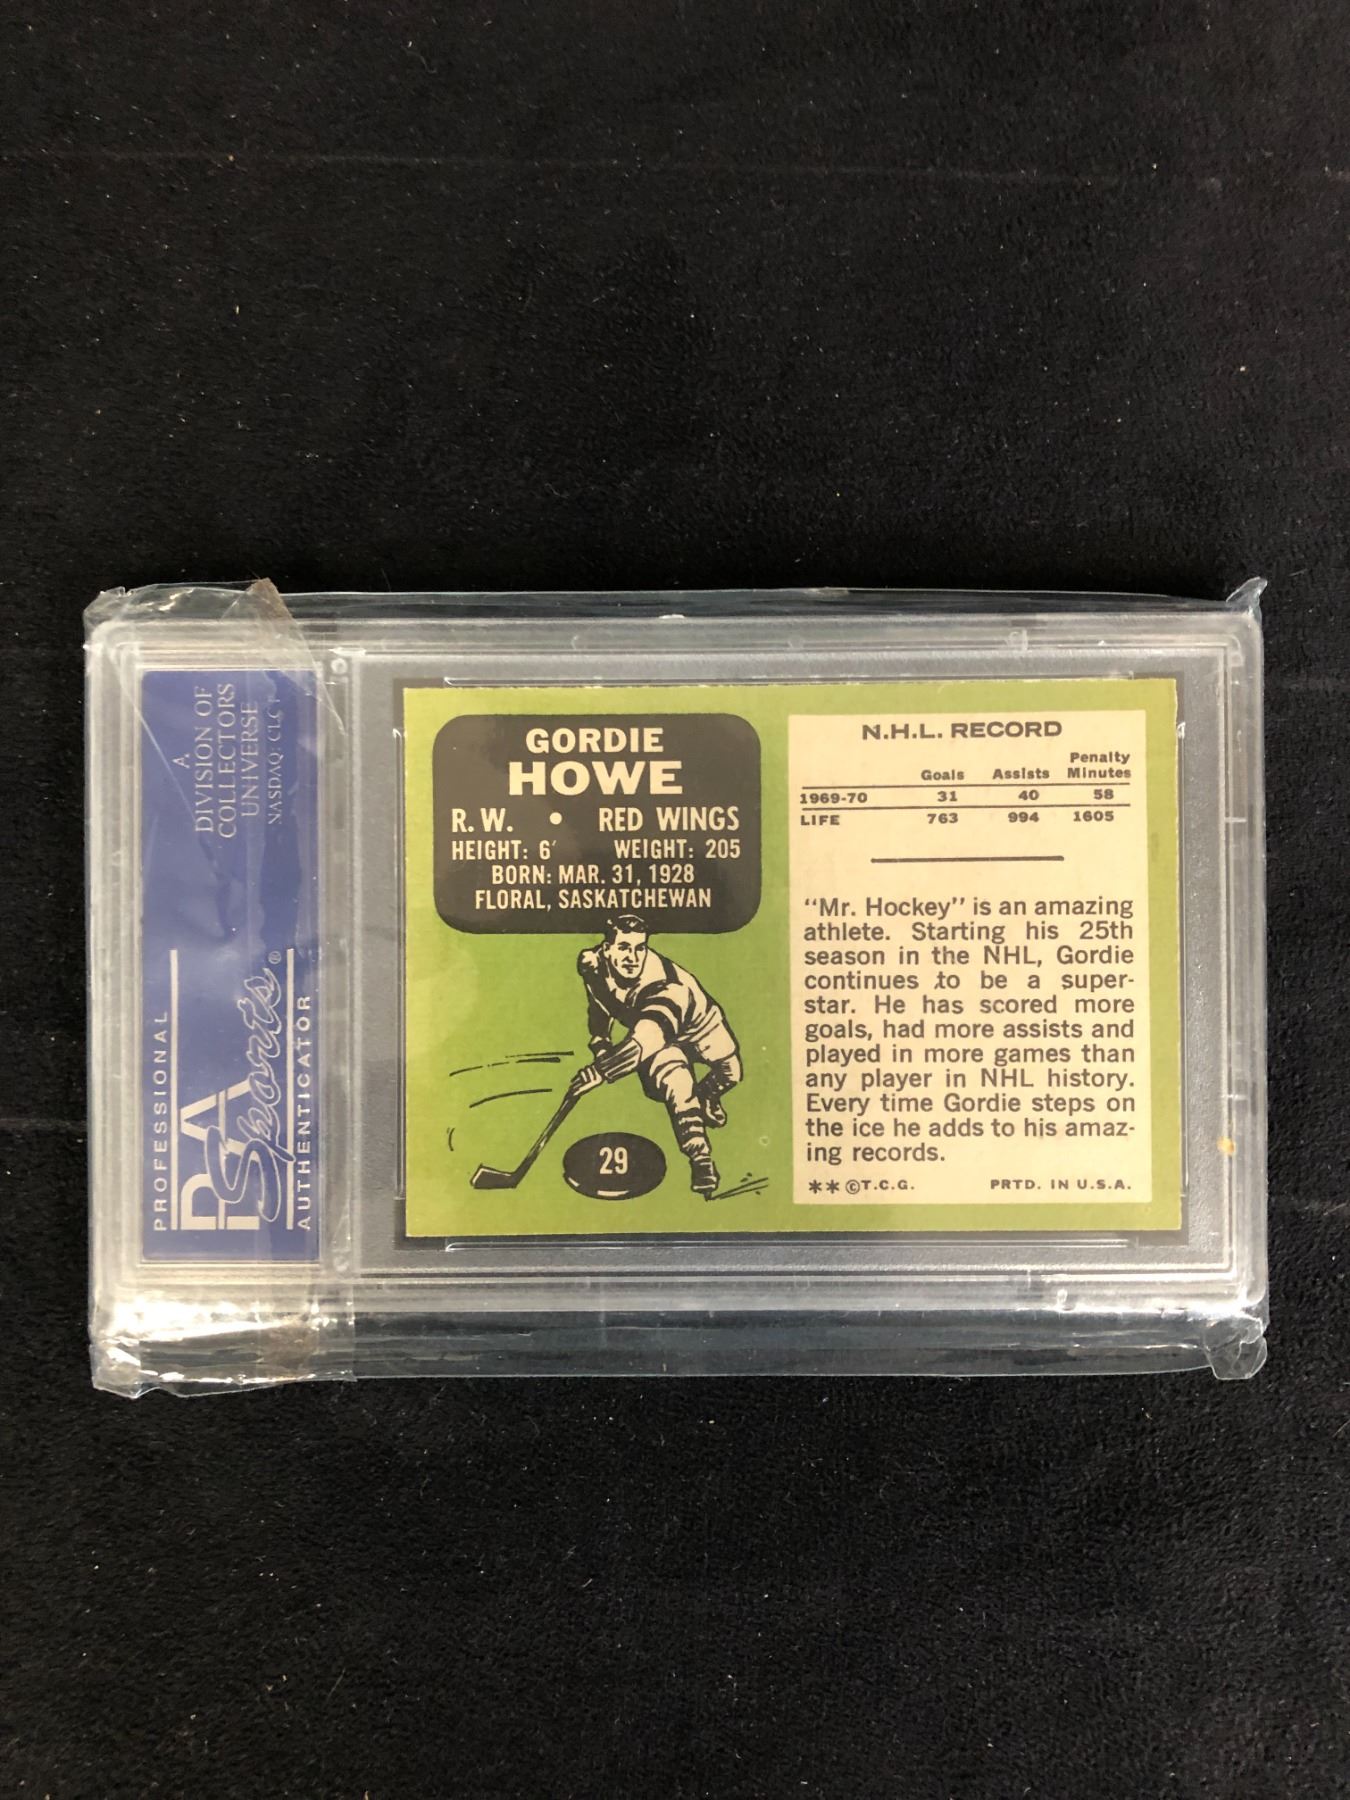 A
DIVISION OF
COLLECTORS
UNIVERSE
NASDAQ: CLCT
PROFESSIONAL
PSA
Sports®
AUTHENTICATOR
GORDIE
HOWE
R.W. • RED WINGS
HEIGHT: 6' WEIGHT: 205
BORN: MAR. 31, 1928
FLORAL, SASKATCHEWAN
29
N.H.L. RECORD
Goals Assists Penalty Minutes
1969-70 31 40 58
LIFE 763 994 1605
"Mr. Hockey" is an amazing
athlete. Starting his 25th
season in the NHL, Gordie
continues to be a super-
star. He has scored more
goals, had more assists and
played in more games than
any player in NHL history.
Every time Gordie steps on
the ice he adds to his amaz-
ing records.
**©T.C.G. PRTD. IN U.S.A.